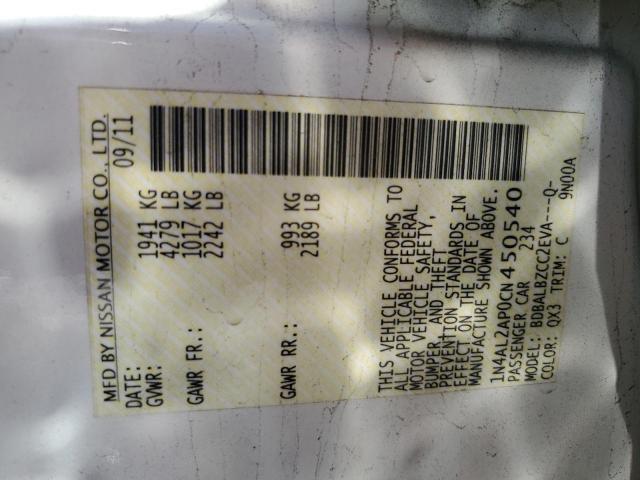 MFD BY NISSAN MOTOR CO., LTD.
DATE: 09/11
GVWR: 1941 KG
4279 LB
GAWR FR.: 1017 KG
2242 LB
GAWR RR.: 993 KG
2189 LB
THIS VEHICLE CONFORMS TO
ALL APPLICABLE FEDERAL
MOTOR VEHICLE SAFETY,
BUMPER, AND THEFT
PREVENTION STANDARDS IN
EFFECT ON THE DATE OF
MANUFACTURE SHOWN ABOVE.
1N4AL2AP0CN450540
PASSENGER CAR 234
MODEL: BDBALBZCC2EVA----Q-
COLOR: QX3 TRIM: C 9N00A